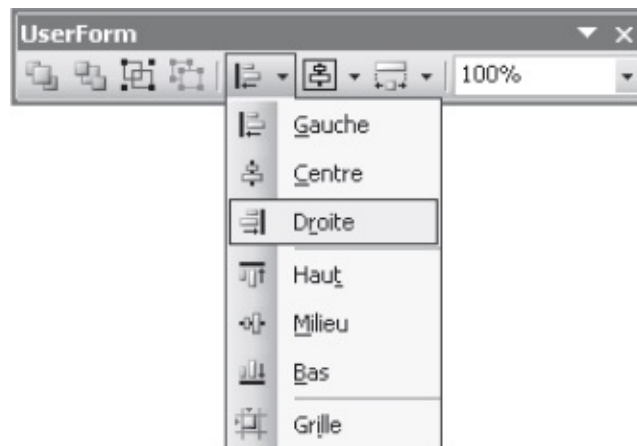 UserForm
100%
Gauche
Centre
Droite
Haut
Milieu
Bas
Grille